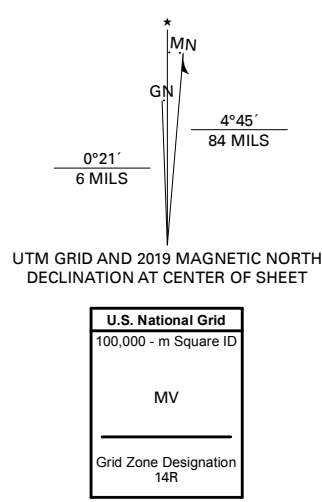 ★
MN
GN
4°45´
84 MILS
0°21´
6 MILS
UTM GRID AND 2019 MAGNETIC NORTH
DECLINATION AT CENTER OF SHEET
U.S. National Grid
100,000 - m Square ID
MV
Grid Zone Designation
14R